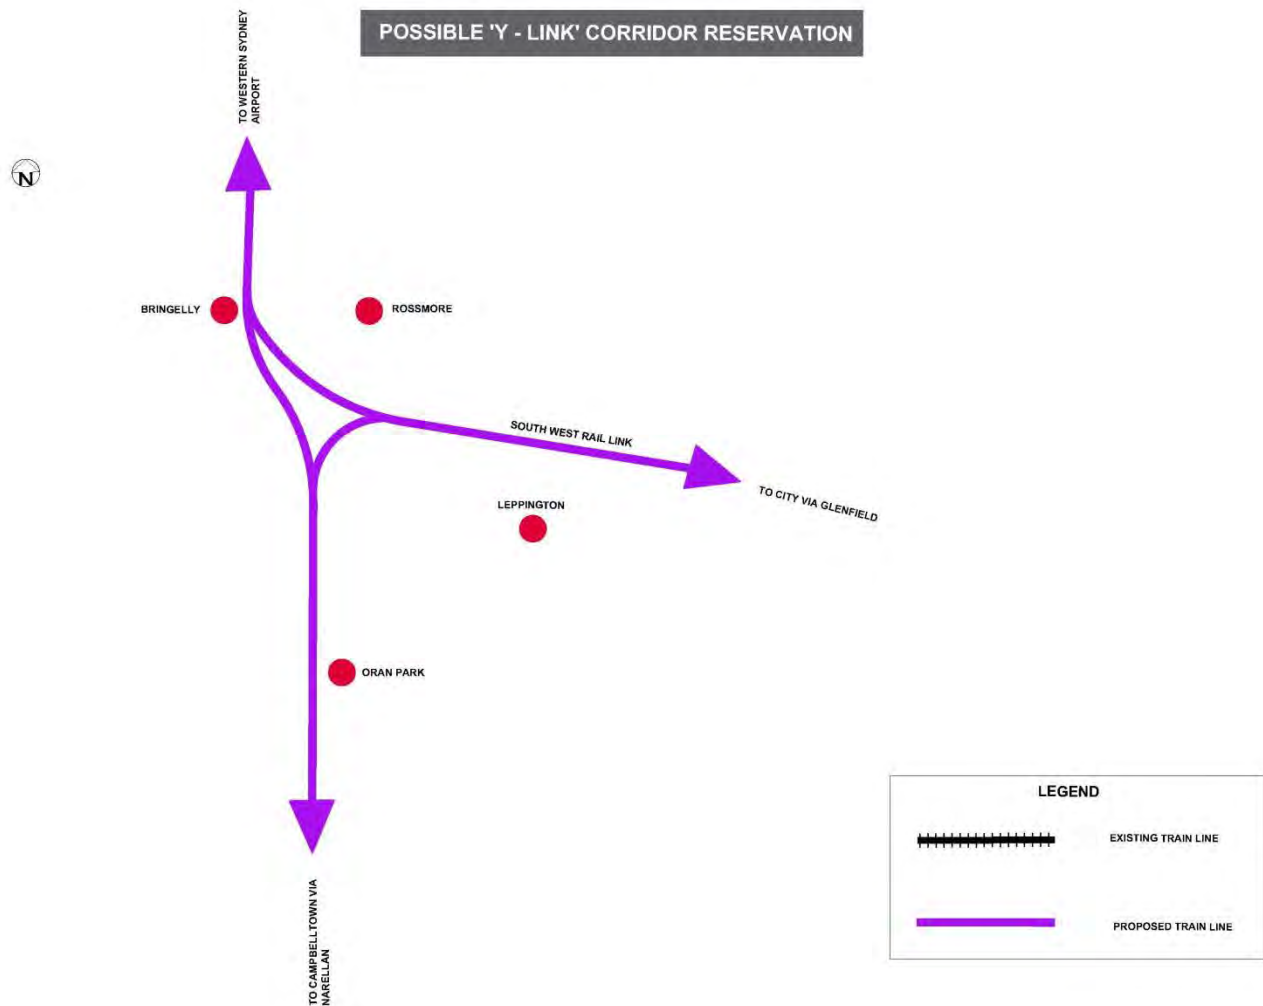 POSSIBLE 'Y - LINK' CORRIDOR RESERVATION
TO WESTERN SYDNEY
AIRPORT
N
BRINGELLY
ROSSMORE
SOUTH WEST RAIL LINK
TO CITY VIA GLENFIELD
LEPPINGTON
ORAN PARK
TO CAMPBELLTOWN VIA
NARELLAN
LEGEND
EXISTING TRAIN LINE
PROPOSED TRAIN LINE